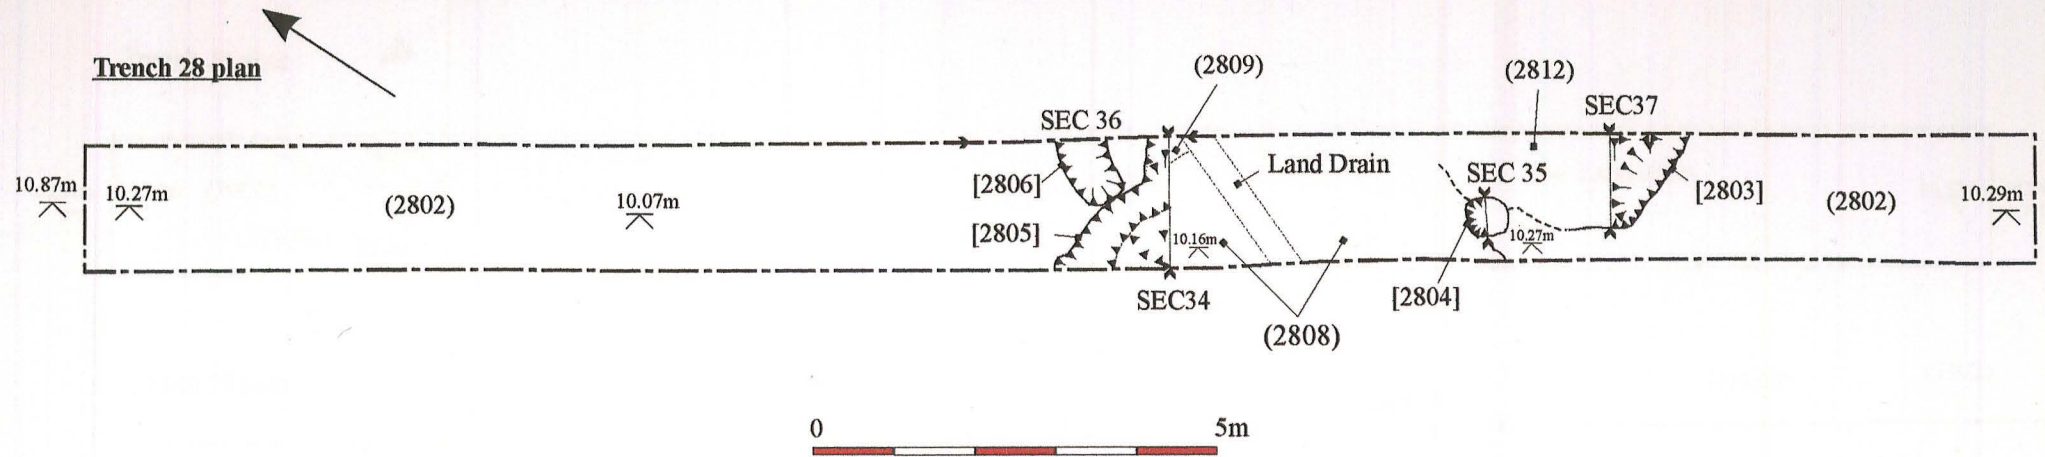 Trench 28 plan
(2809)
(2812)
SEC 36
SEC37
Land Drain
SEC 35
[2806]
[2803]
10.87m
10.27m
(2802)
10.07m
(2802)
10.29m
[2805]
10.16m
10.27m
SEC34
[2804]
(2808)
0
5m